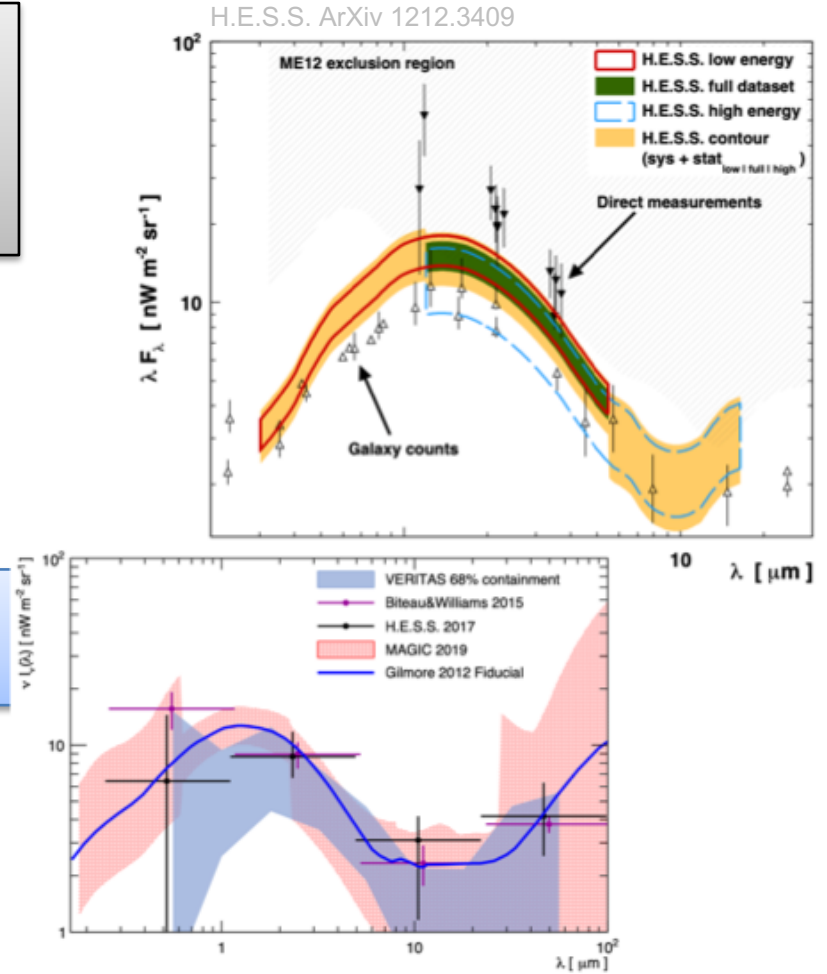 H.E.S.S. ArXiv 1212.3409
10²
ME12 exclusion region
H.E.S.S. low energy
H.E.S.S. full dataset
H.E.S.S. high energy
H.E.S.S. contour
(sys + stat low | full | high)
Direct measurements
λ Fλ [ nW m⁻² sr⁻¹ ]
10
Galaxy counts
10
λ [ μm ]
10²
VERITAS 68% containment
Biteau&Williams 2015
H.E.S.S. 2017
MAGIC 2019
Gilmore 2012 Fiducial
ν Iν(λ) [ nW m⁻² sr⁻¹ ]
10
1
1
10
10²
λ [ μm ]